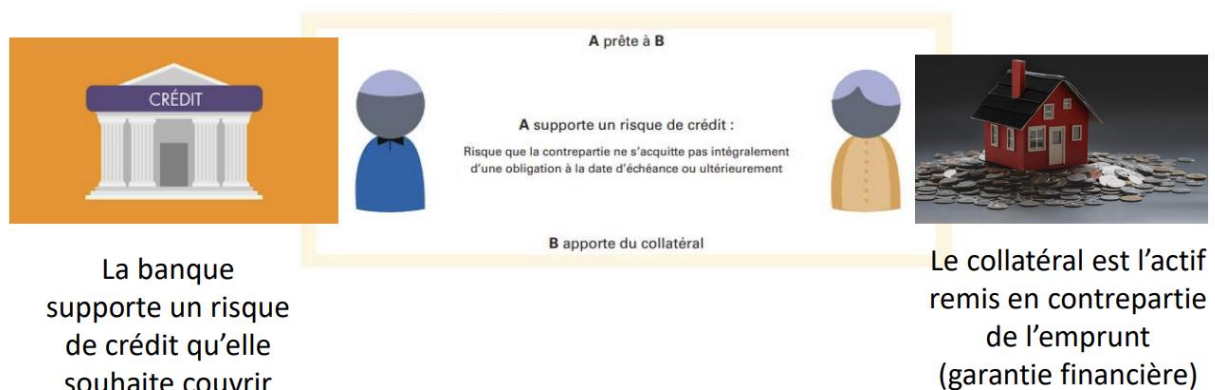 A prête à B
CRÉDIT
A supporte un risque de crédit :
Risque que la contrepartie ne s'acquitte pas intégralement
d'une obligation à la date d'échéance ou ultérieurement
B apporte du collatéral
La banque
supporte un risque
de crédit qu'elle
souhaite couvrir
Le collatéral est l'actif
remis en contrepartie
de l'emprunt
(garantie financière)